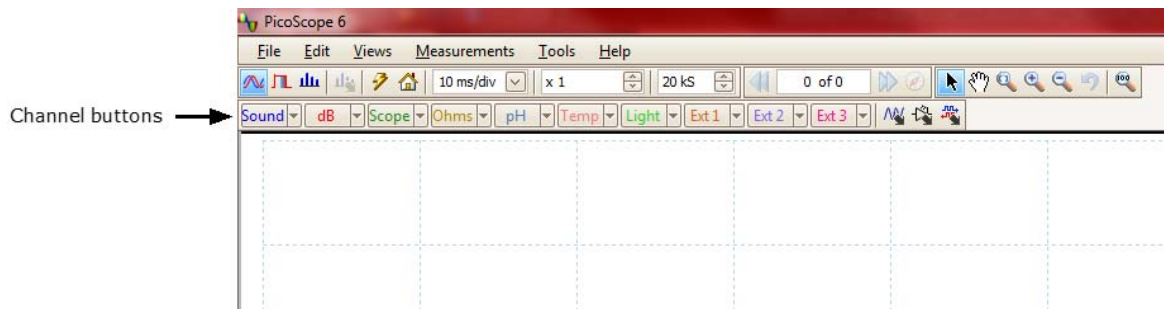 PicoScope 6
File Edit Views Measurements Tools Help
10 ms/div x 1 20 kS 0 of 0
Channel buttons Sound dB Scope Ohms pH Temp Light Ext 1 Ext 2 Ext 3